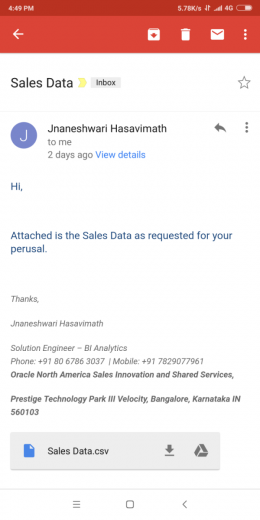 4:49 PM 5.78K/s 4G
Sales Data Inbox
J
Jnaneshwari Hasavimath
to me
2 days ago View details
Hi,
Attached is the Sales Data as requested for your
perusal.
Thanks,
Jnaneshwari Hasavimath
Solution Engineer – BI Analytics
Phone: +91 80 6786 3037 | Mobile: +91 7829077961
Oracle North America Sales Innovation and Shared Services,
Prestige Technology Park III Velocity, Bangalore, Karnataka IN
560103
Sales Data.csv